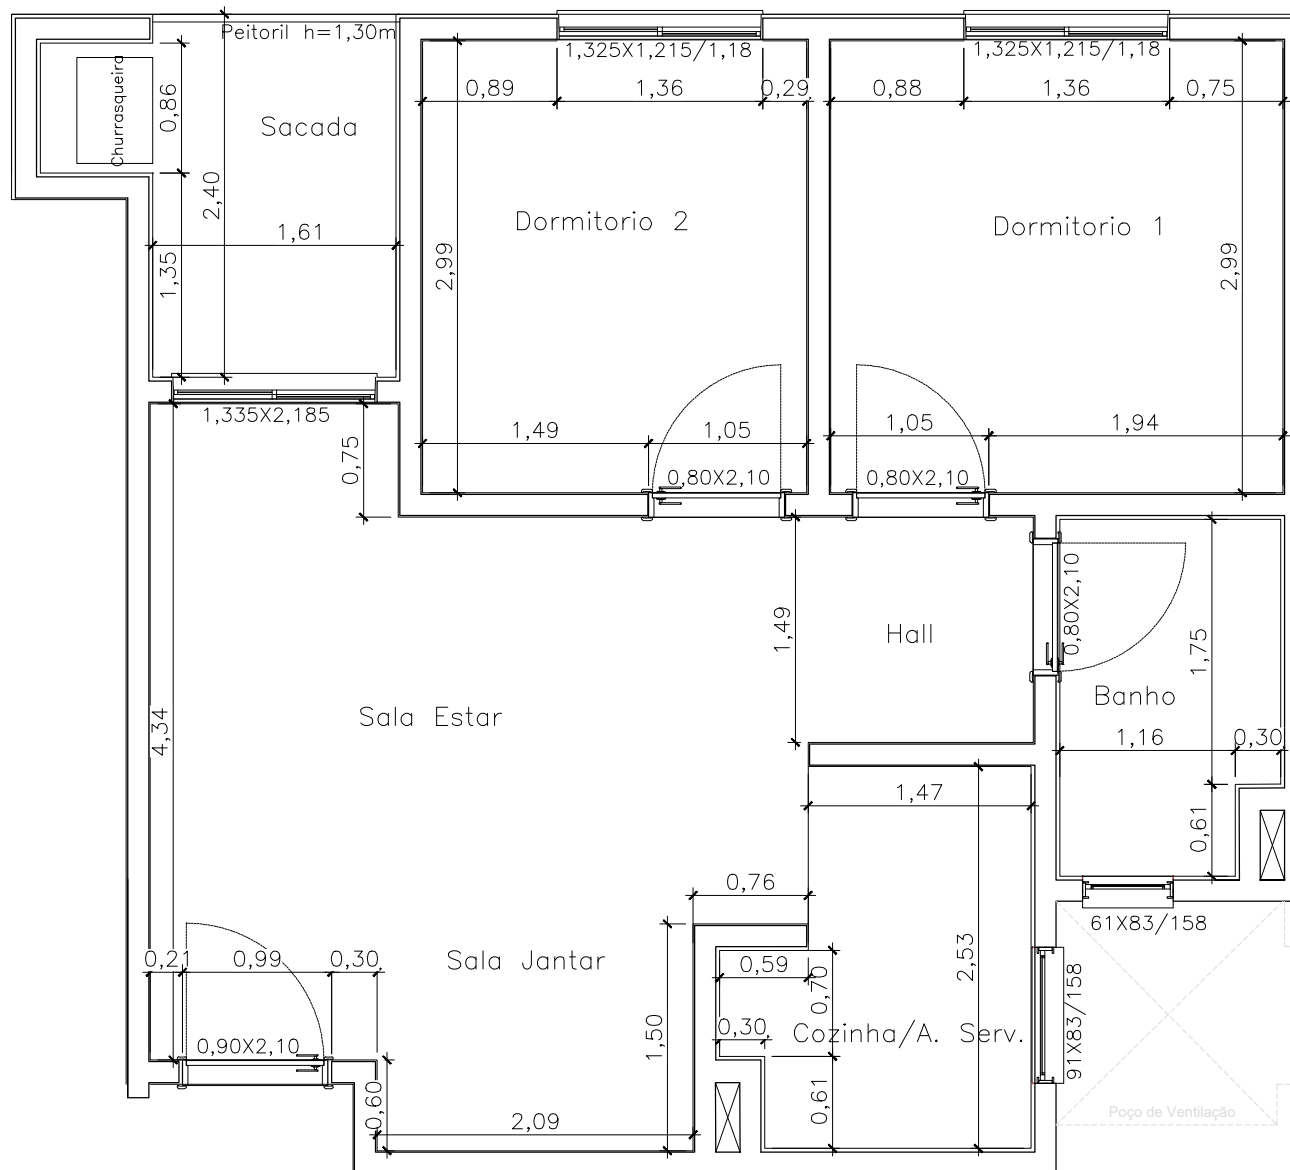 Peitoril h=1,30m
1,325X1,215/1,18
1,325X1,215/1,18
0,89
1,36
0,29
0,88
1,36
0,75
Churrasqueira
0,86
Sacada
2,40
Dormitorio 2
Dormitorio 1
1,61
1,35
2,99
2,99
1,335X2,185
0,75
1,49
1,05
1,05
1,94
0,80X2,10
0,80X2,10
0,80X2,10
1,49
Hall
1,75
Banho
Sala Estar
4,34
1,16
0,30
1,47
0,61
0,76
61X83/158
0,21
0,99
0,30
Sala Jantar
0,59
0,70
2,53
91X83/158
0,30
Cozinha/A. Serv.
1,50
0,90X2,10
0,60
0,61
2,09
Poço de Ventilação